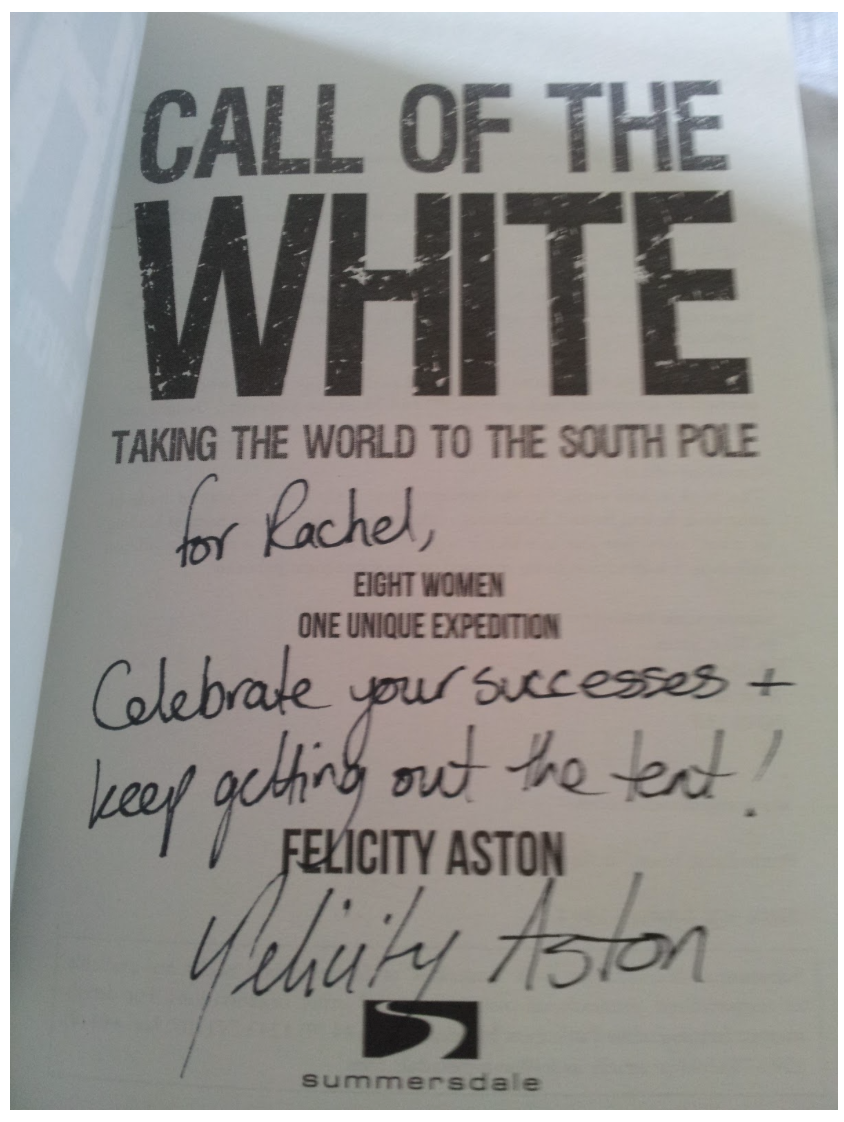 CALL OF THE
WHITE
TAKING THE WORLD TO THE SOUTH POLE
for Rachel,
EIGHT WOMEN
ONE UNIQUE EXPEDITION
Celebrate your successes +
keep getting out the tent!
FELICITY ASTON
Felicity Aston
summersdale